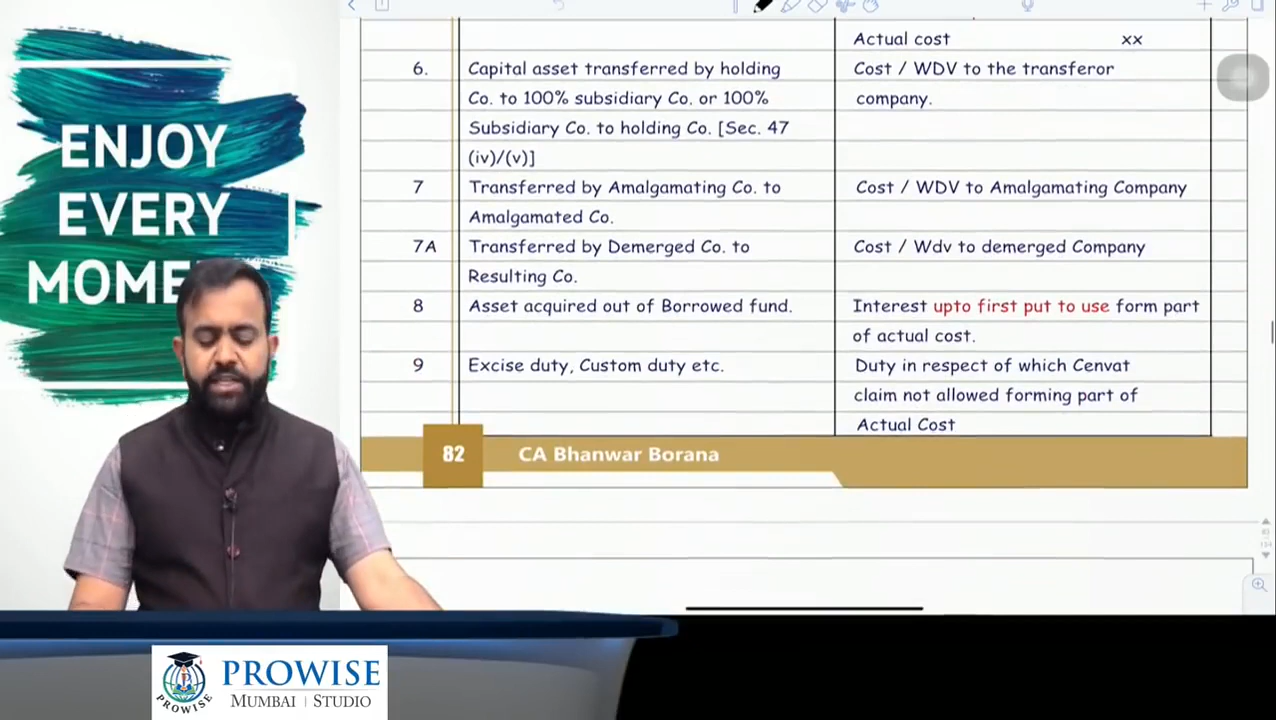 ENJOY
EVERY
MOME
Actual cost xx
6. Capital asset transferred by holding Cost / WDV to the transferor
Co. to 100% subsidiary Co. or 100% company.
Subsidiary Co. to holding Co. [Sec. 47
(iv)/(v)]
7 Transferred by Amalgamating Co. to Cost / WDV to Amalgamating Company
Amalgamated Co.
7A Transferred by Demerged Co. to Cost / Wdv to demerged Company
Resulting Co.
8 Asset acquired out of Borrowed fund. Interest upto first put to use form part
of actual cost.
9 Excise duty, Custom duty etc. Duty in respect of which Cenvat
claim not allowed forming part of
Actual Cost
82 CA Bhanwar Borana
PROWISE
MUMBAI | STUDIO
PROWISE